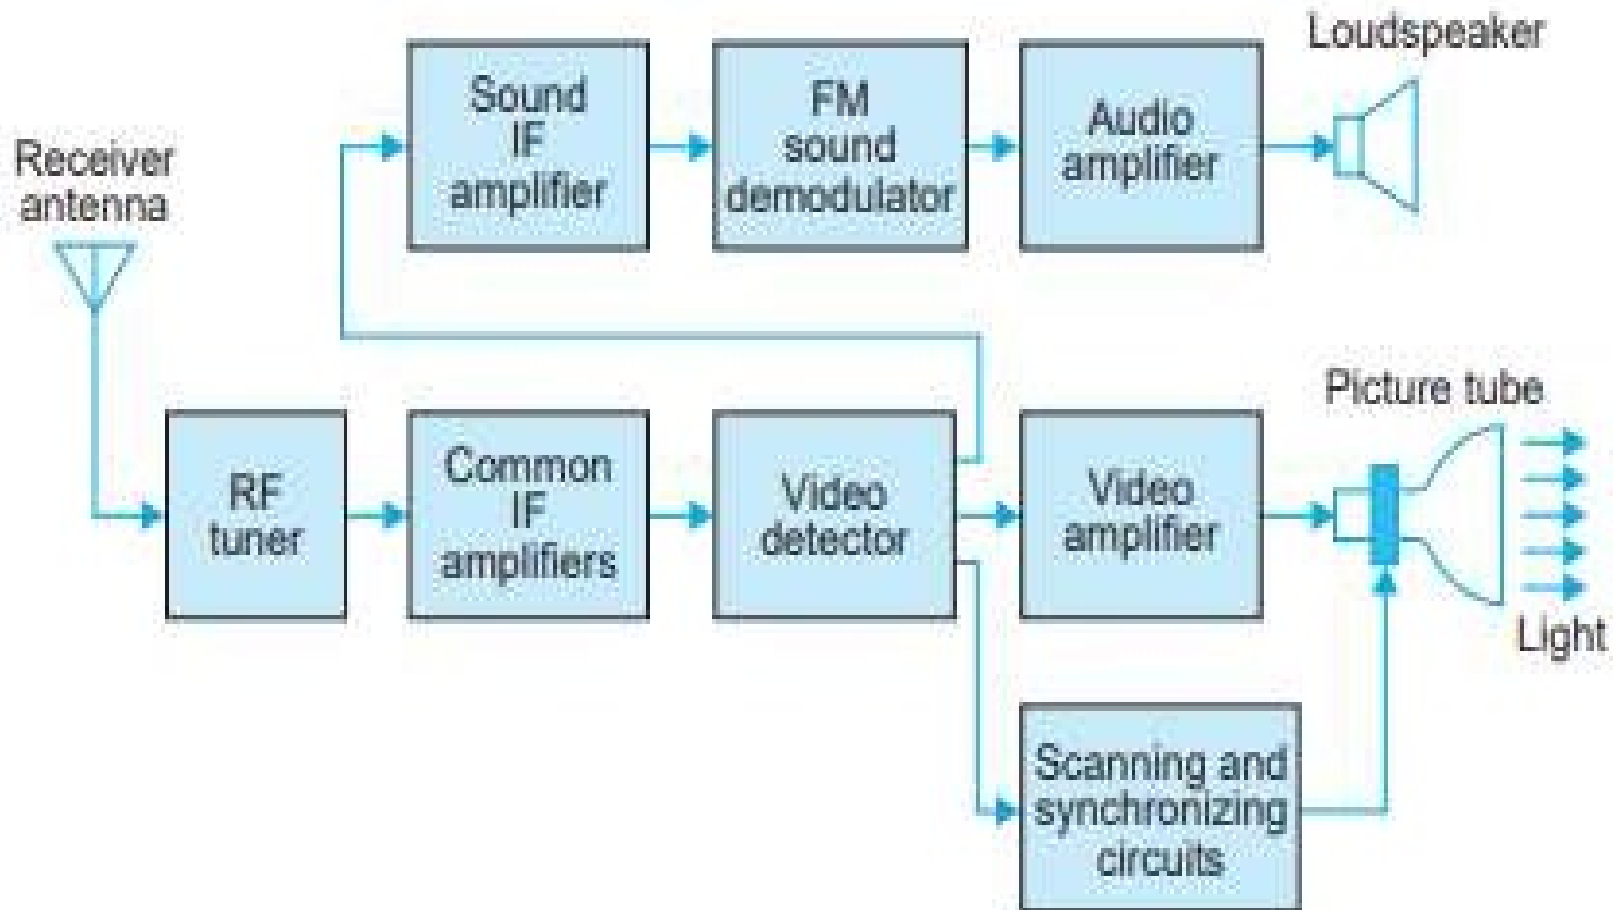 Loudspeaker
Sound
IF
amplifier
FM
sound
demodulator
Audio
amplifier
Receiver
antenna
Picture tube
RF
tuner
Common
IF
amplifiers
Video
detector
Video
amplifier
Light
Scanning and
synchronizing
circuits